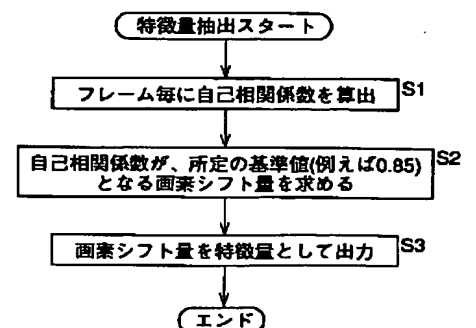 特徴量抽出スタート
フレーム毎に自己相関係数を算出
S1
自己相関係数が、所定の基準値(例えば0.85)
となる画素シフト量を求める
S2
画素シフト量を特徴量として出力
S3
エンド